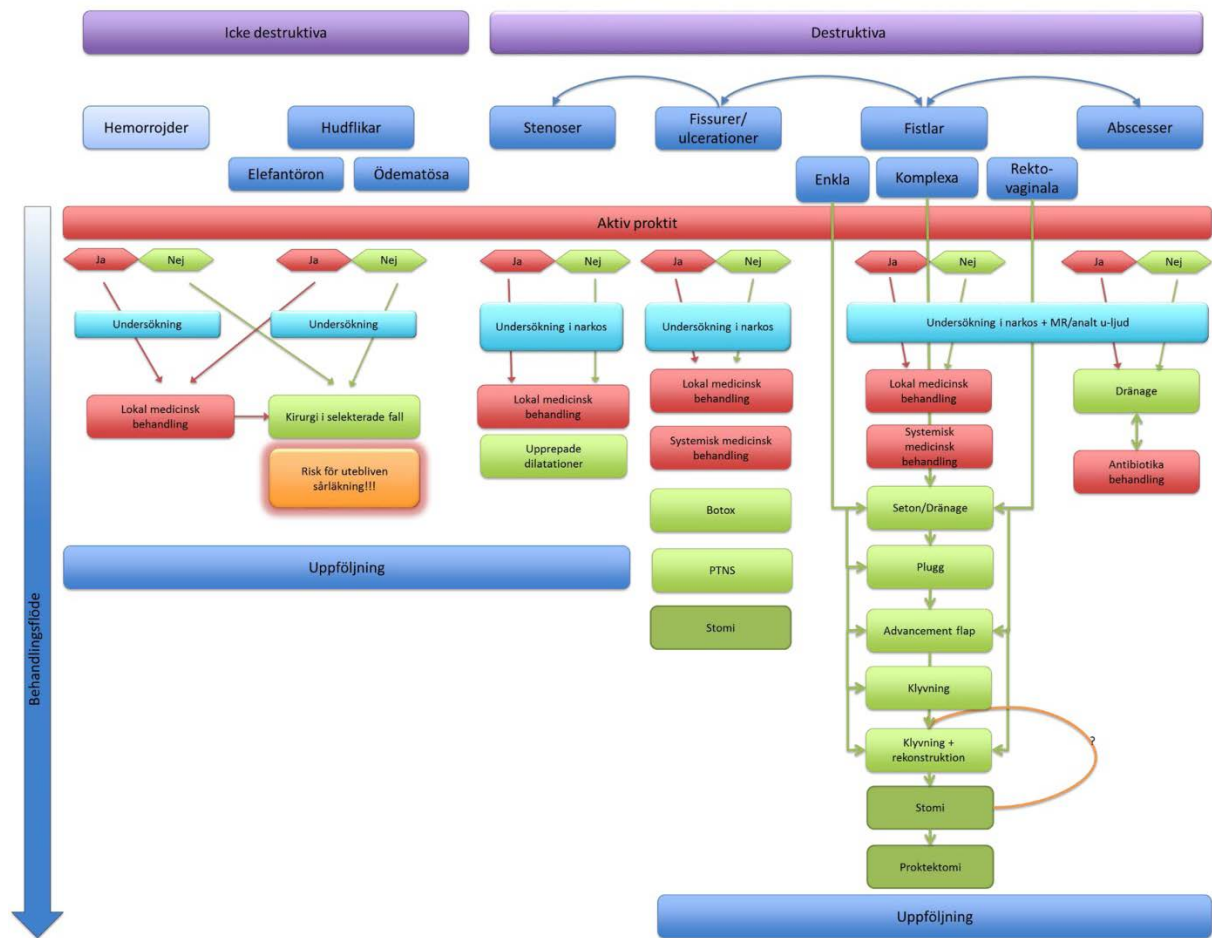 Icke destruktiva
Destruktiva
Hemorrojder
Hudflikar
Stenoser
Fissurer/
ulcerationer
Fistlar
Abscesser
Elefantöron
Ödematösa
Enkla
Komplexa
Rekto-
vaginala
Aktiv proktit
Ja
Nej
Ja
Nej
Ja
Nej
Ja
Nej
Ja
Nej
Ja
Nej
Undersökning
Undersökning
Undersökning i narkos
Undersökning i narkos
Undersökning i narkos + MR/analt u-ljud
Lokal medicinsk
behandling
Kirurgi i selekterade fall
Risk för utebliven
sårläkning!!!
Lokal medicinsk
behandling
Upprepade
dilatationer
Lokal medicinsk
behandling
Systemisk medicinsk
behandling
Botox
PTNS
Stomi
Lokal medicinsk
behandling
Systemisk
medicinsk
behandling
Seton/Dränage
Plugg
Advancement flap
Klyvning
Klyvning +
rekonstruktion
?
Stomi
Proktektomi
Dränage
Antibiotika
behandling
Uppföljning
Uppföljning
Behandlingsflöde